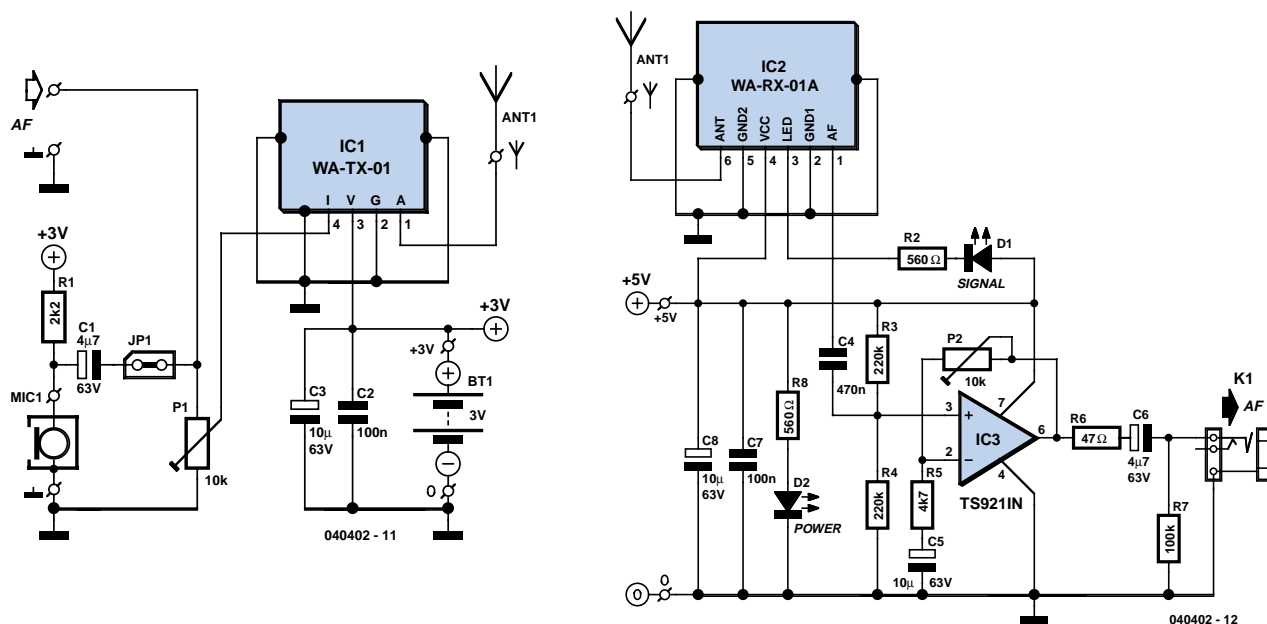 AF
+3V
R1
2k2
C1
4µ7
63V
JP1
MIC1
P1
10k
IC1
WA-TX-01
I V G A
4 3 2 1
ANT1
C3
10µ
63V
C2
100n
+3V
+3V
BT1
3V
0
040402 - 11
ANT1
IC2
WA-RX-01A
ANT GND2 VCC LED GND1 AF
6 5 4 3 2 1
R2
560Ω
D1
SIGNAL
+5V
+5V
R3
220k
P2
10k
C4
470n
R8
560Ω
C8
10µ
63V
C7
100n
D2
POWER
R4
220k
3
2
7
6
4
IC3
TS921IN
R5
4k7
C5
10µ 63V
R6
47Ω
C6
4µ7
63V
K1
AF
R7
100k
0
0
040402 - 12